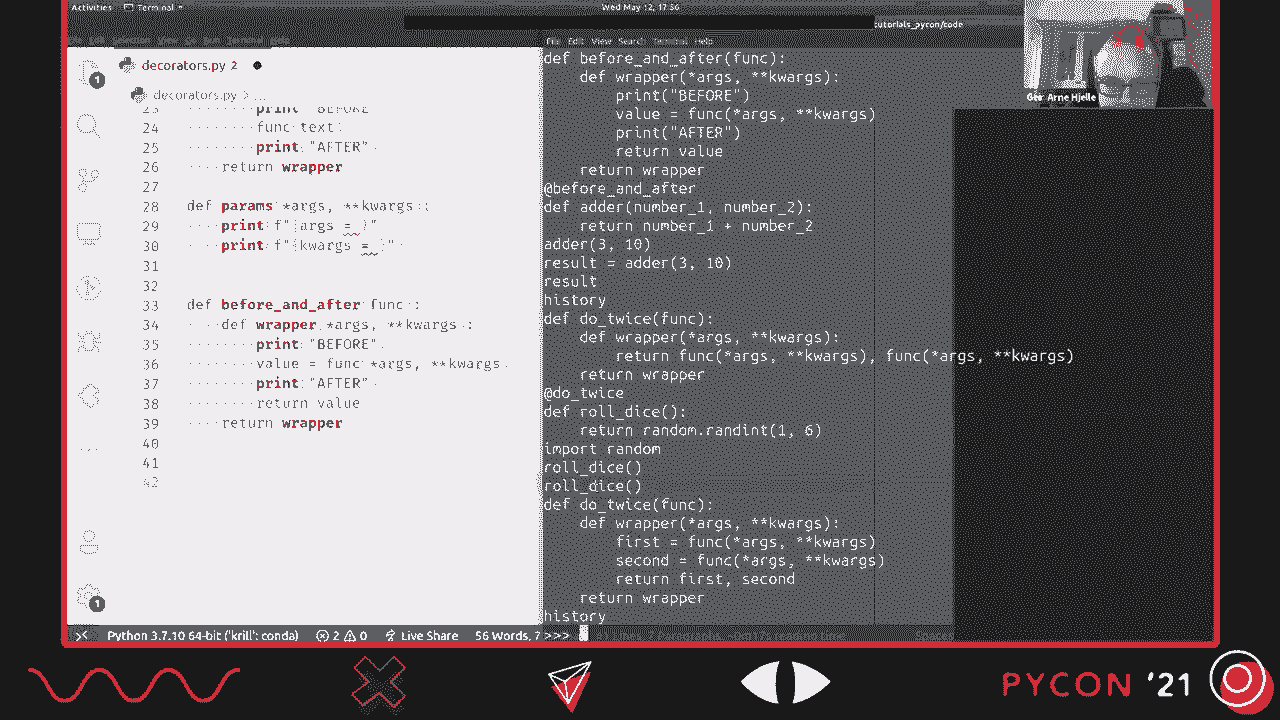 Activities Terminal Wed May 12, 17:56
tutorials_pycon/code
File Edit View Search Terminal Help
decorators.py 2
decorators.py > ...
23 print "BEFORE
24 func text
25 print "AFTER"
26 return wrapper
27
28 def params *args, **kwargs :
29 print f"{args = }"
30 print f"{kwargs = }"
31
32
33 def before_and_after func :
34 def wrapper *args, **kwargs :
35 print "BEFORE"
36 value = func *args, **kwargs
37 print "AFTER"
38 return value
39 return wrapper
40
41
42
1
1
Python 3.7.10 64-bit ('krill': conda) 2 0 Live Share 56 Words, 7
def before_and_after(func):
def wrapper(*args, **kwargs):
print("BEFORE")
value = func(*args, **kwargs)
print("AFTER")
return value
return wrapper
@before_and_after
def adder(number_1, number_2):
return number_1 + number_2
adder(3, 10)
result = adder(3, 10)
result
history
def do_twice(func):
def wrapper(*args, **kwargs):
return func(*args, **kwargs), func(*args, **kwargs)
return wrapper
@do_twice
def roll_dice():
return random.randint(1, 6)
import random
roll_dice()
roll_dice()
def do_twice(func):
def wrapper(*args, **kwargs):
first = func(*args, **kwargs)
second = func(*args, **kwargs)
return first, second
return wrapper
history
>>>
Geir Arne Hjelle
PYCON '21